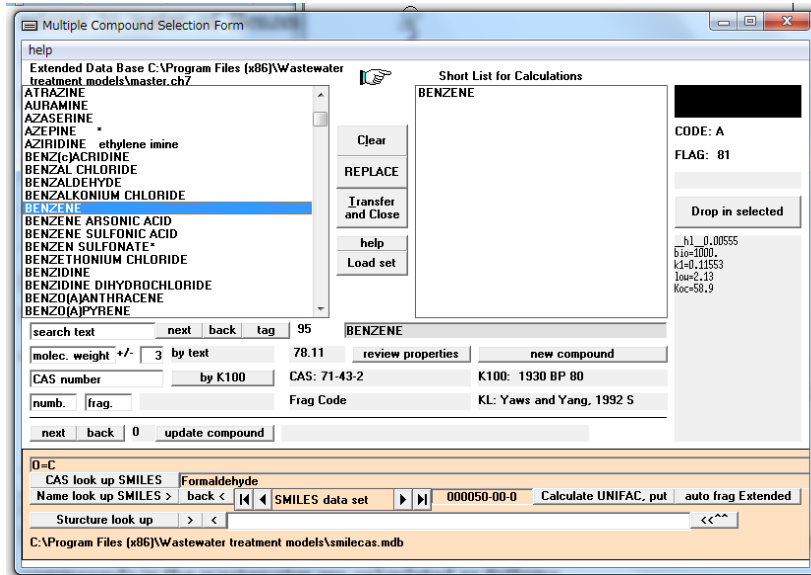 Multiple Compound Selection Form
help
Extended Data Base C:\Program Files (x86)\Wastewater
treatment models\master.ch7
Short List for Calculations
ATRAZINE
AURAMINE
AZASERINE
AZEPINE *
AZIRIDINE ethylene imine
BENZ(c)ACRIDINE
BENZAL CHLORIDE
BENZALDEHYDE
BENZALKONIUM CHLORIDE
BENZENE
BENZENE ARSONIC ACID
BENZENE SULFONIC ACID
BENZEN SULFONATE*
BENZETHONIUM CHLORIDE
BENZIDINE
BENZIDINE DIHYDROCHLORIDE
BENZO(A)ANTHRACENE
BENZO(A)PYRENE
Clear
REPLACE
Transfer
and Close
help
Load set
BENZENE
CODE: A
FLAG: 81
Drop in selected
__hl__0.00555
bio=1000.
k1=0.11553
low=2.13
Koc=58.9
search text next back tag 95 BENZENE
molec. weight +/- 3 by text 78.11 review properties new compound
CAS number by K100 CAS: 71-43-2 K100: 1930 BP 80
numb. frag. Frag Code KL: Yaws and Yang, 1992 S
next back 0 update compound
O=C
CAS look up SMILES Formaldehyde
Name look up SMILES > back < SMILES data set 000050-00-0 Calculate UNIFAC, put auto frag Extended
Sturcture look up > < <<^^
C:\Program Files (x86)\Wastewater treatment models\smilecas.mdb